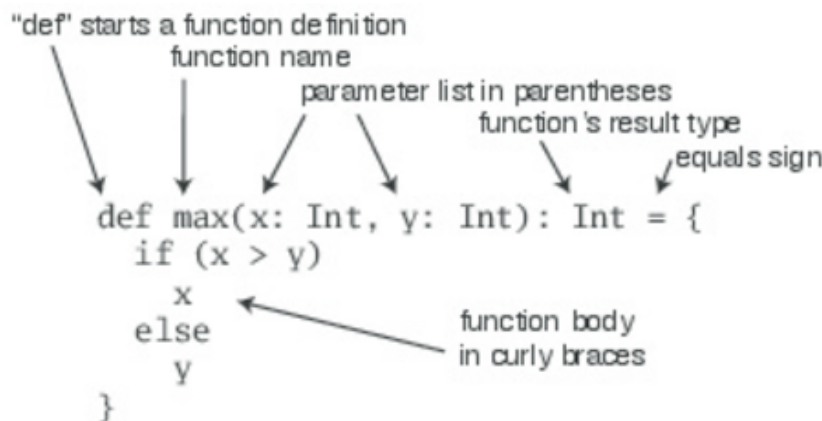 "def" starts a function definition
function name
parameter list in parentheses
function's result type
equals sign
def max(x: Int, y: Int): Int = {
if (x > y)
x
else
y
}
function body
in curly braces